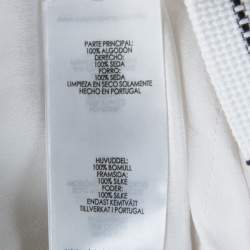 PARTE PRINCIPAL:
100% ALGODÓN
DERECHO:
100% SEDA
FORRO:
100% SEDA
LIMPIEZA EN SECO SOLAMENTE
HECHO EN PORTUGAL
HUVUDDEL:
100% BOMULL
FRAMSIDA:
100% SILKE
FODER:
100% SILKE
ENDAST KEMTVÄTT
TILLVERKAT I PORTUGAL